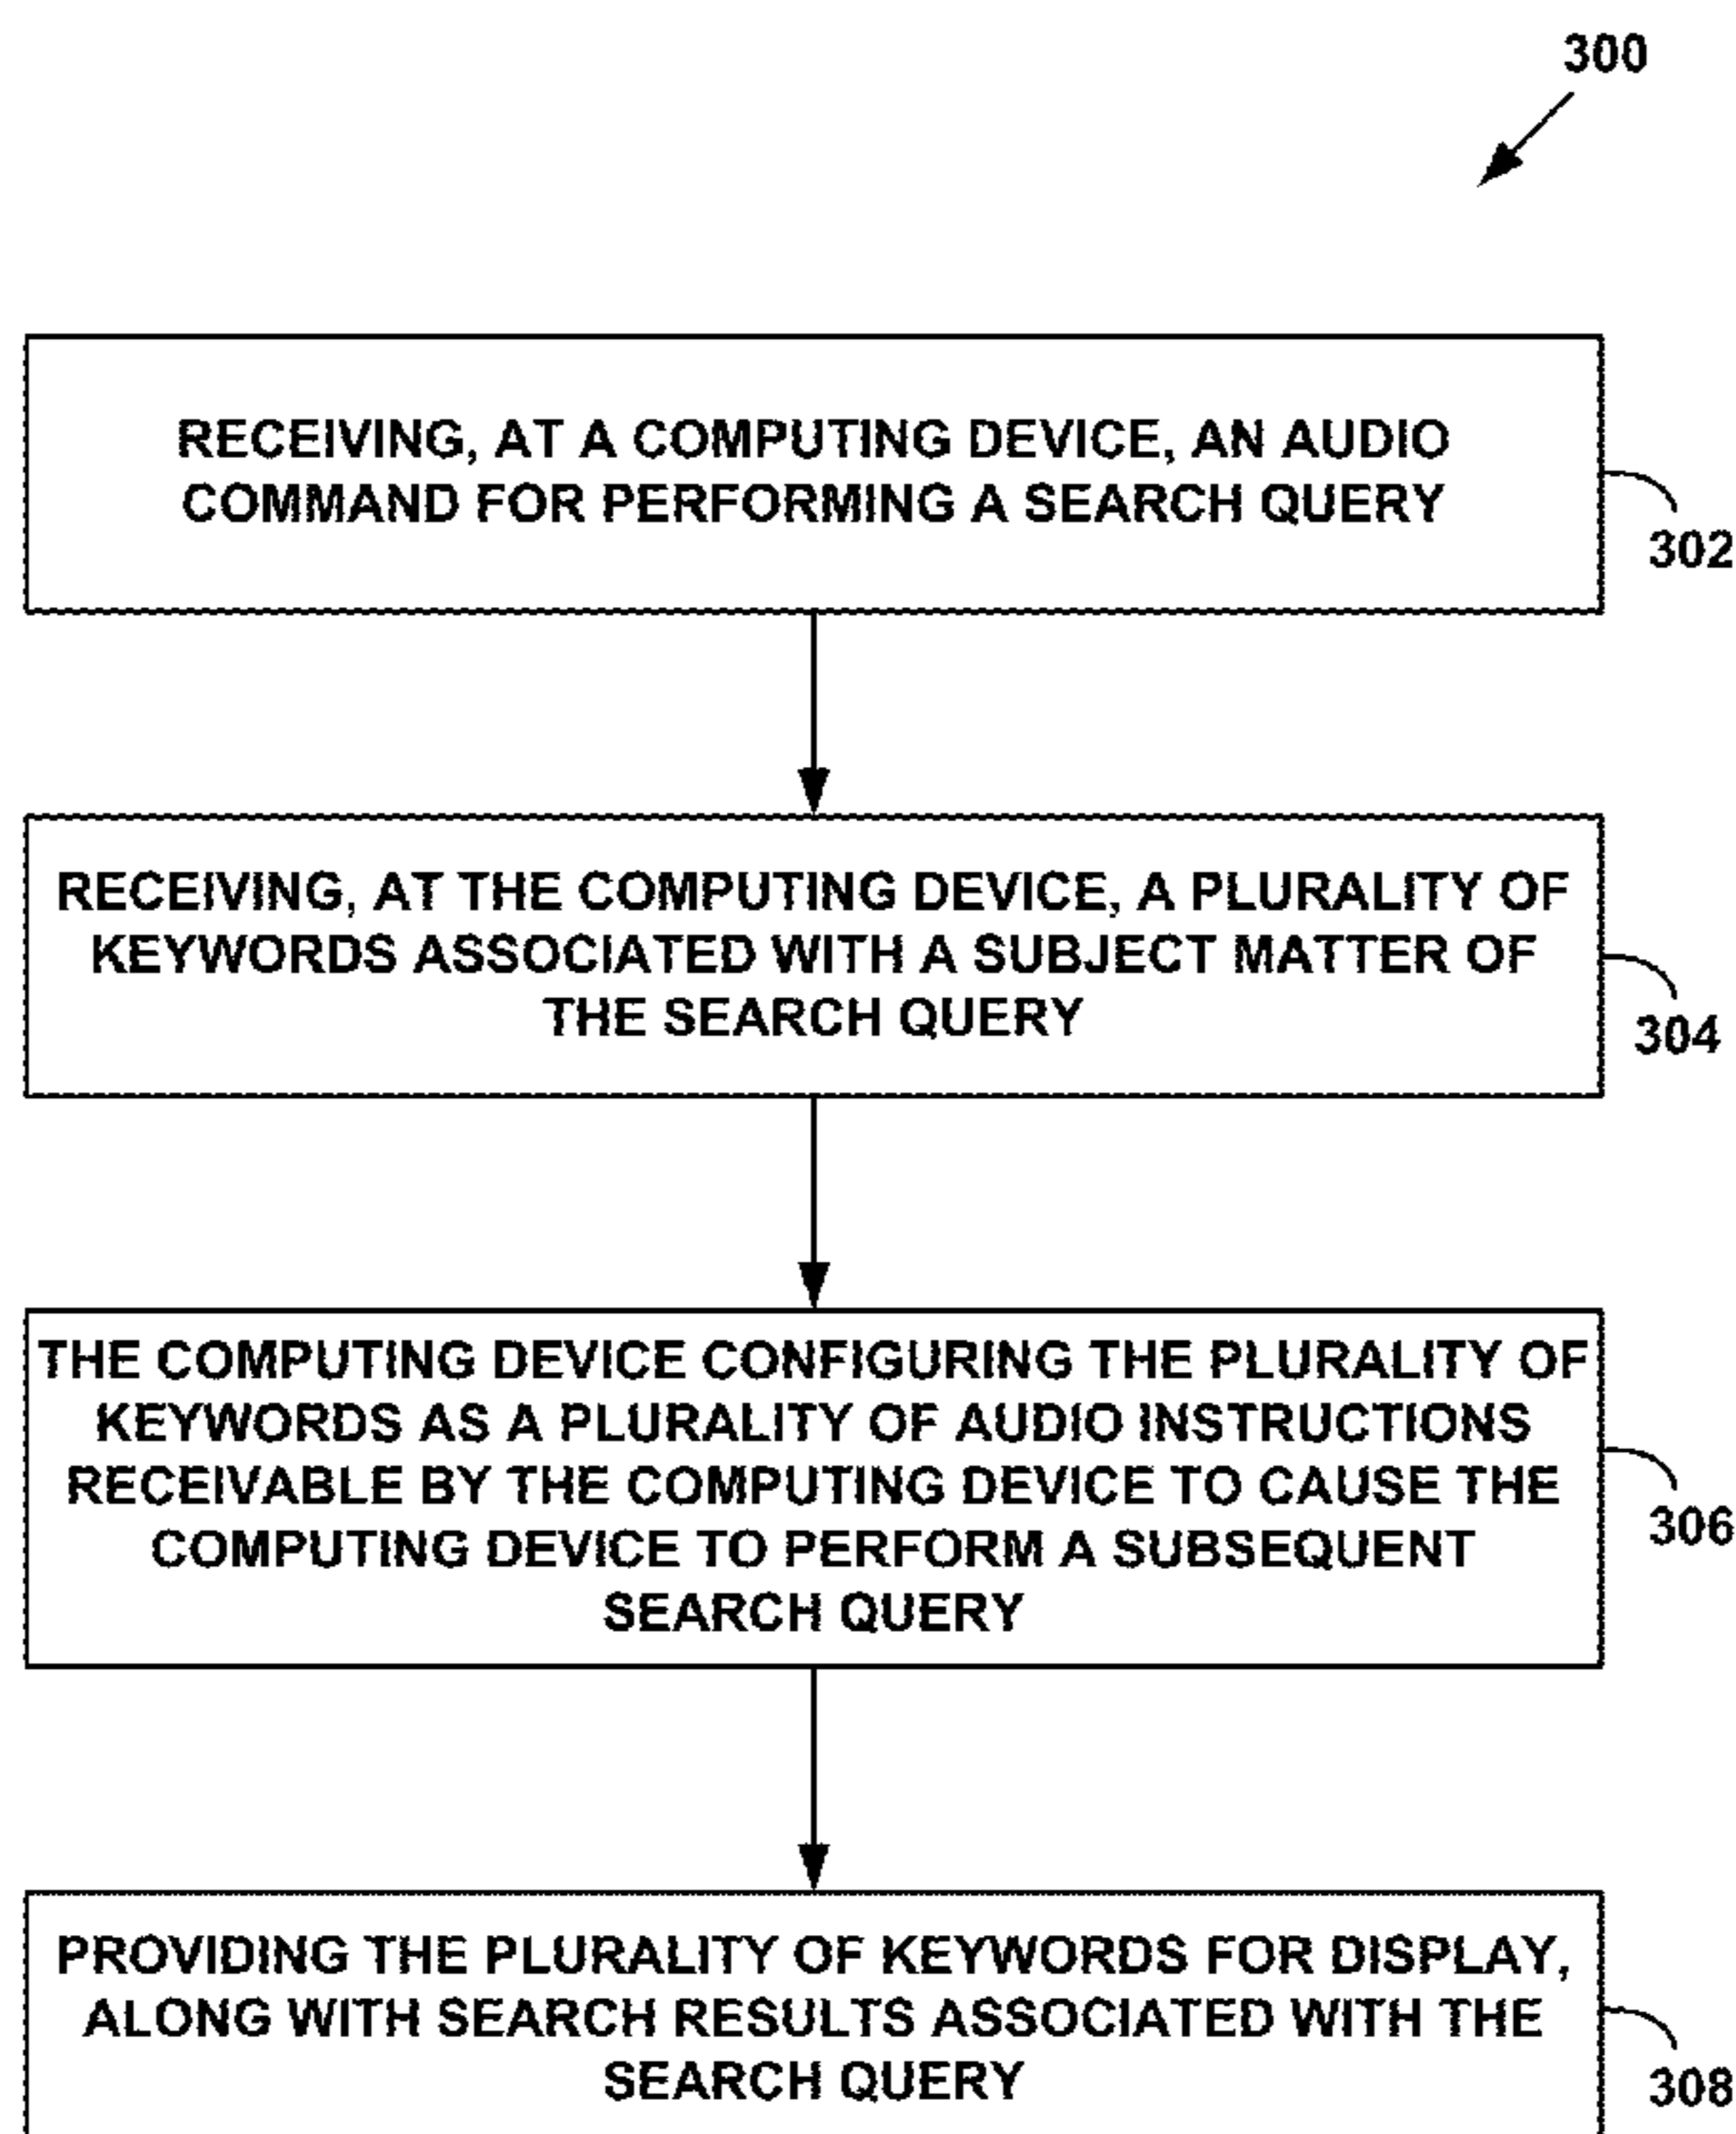 300
RECEIVING, AT A COMPUTING DEVICE, AN AUDIO
COMMAND FOR PERFORMING A SEARCH QUERY
302
RECEIVING, AT THE COMPUTING DEVICE, A PLURALITY OF
KEYWORDS ASSOCIATED WITH A SUBJECT MATTER OF
THE SEARCH QUERY
304
THE COMPUTING DEVICE CONFIGURING THE PLURALITY OF
KEYWORDS AS A PLURALITY OF AUDIO INSTRUCTIONS
RECEIVABLE BY THE COMPUTING DEVICE TO CAUSE THE
COMPUTING DEVICE TO PERFORM A SUBSEQUENT
SEARCH QUERY
306
PROVIDING THE PLURALITY OF KEYWORDS FOR DISPLAY,
ALONG WITH SEARCH RESULTS ASSOCIATED WITH THE
SEARCH QUERY
308